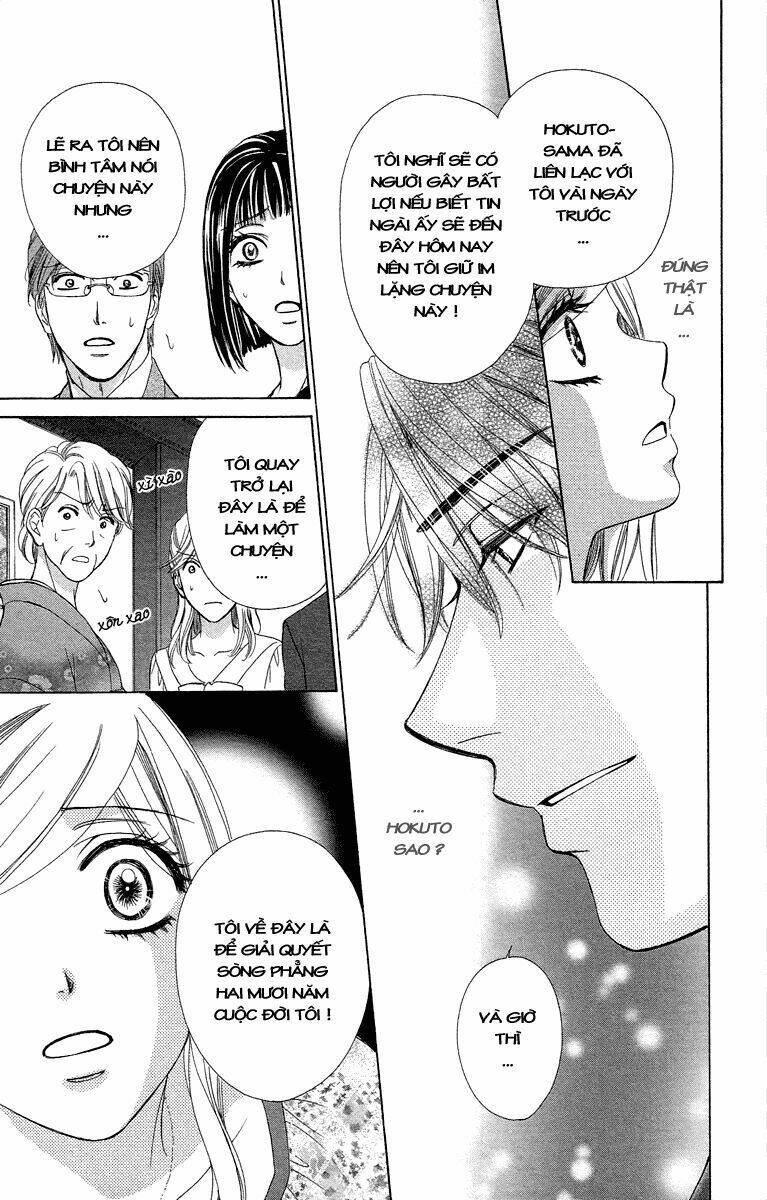 HOKUTO-
SAMA ĐÃ
LIÊN LẠC VỚI
TÔI VÀI NGÀY
TRƯỚC
...
TÔI NGHĨ SẼ CÓ
NGƯỜI GÂY BẤT
LỢI NẾU BIẾT TIN
NGÀI ẤY SẼ ĐẾN
ĐÂY HÔM NAY
NÊN TÔI GIỮ IM
LẶNG CHUYỆN
NÀY !
ĐÚNG
THẬT
LÀ
...
...
HOKUTO
SAO ?
VÀ GIỜ
THÌ
...
LẼ RA TÔI NÊN
BÌNH TÂM NÓI
CHUYỆN NÀY
NHƯNG
...
TÔI QUAY
TRỞ LẠI
ĐÂY LÀ ĐỂ
LÀM MỘT
CHUYỆN
...
xì xào
xôn xao
TÔI VỀ ĐÂY LÀ
ĐỂ GIẢI QUYẾT
SÒNG PHẲNG
HAI MƯƠI NĂM
CUỘC ĐỜI TÔI !